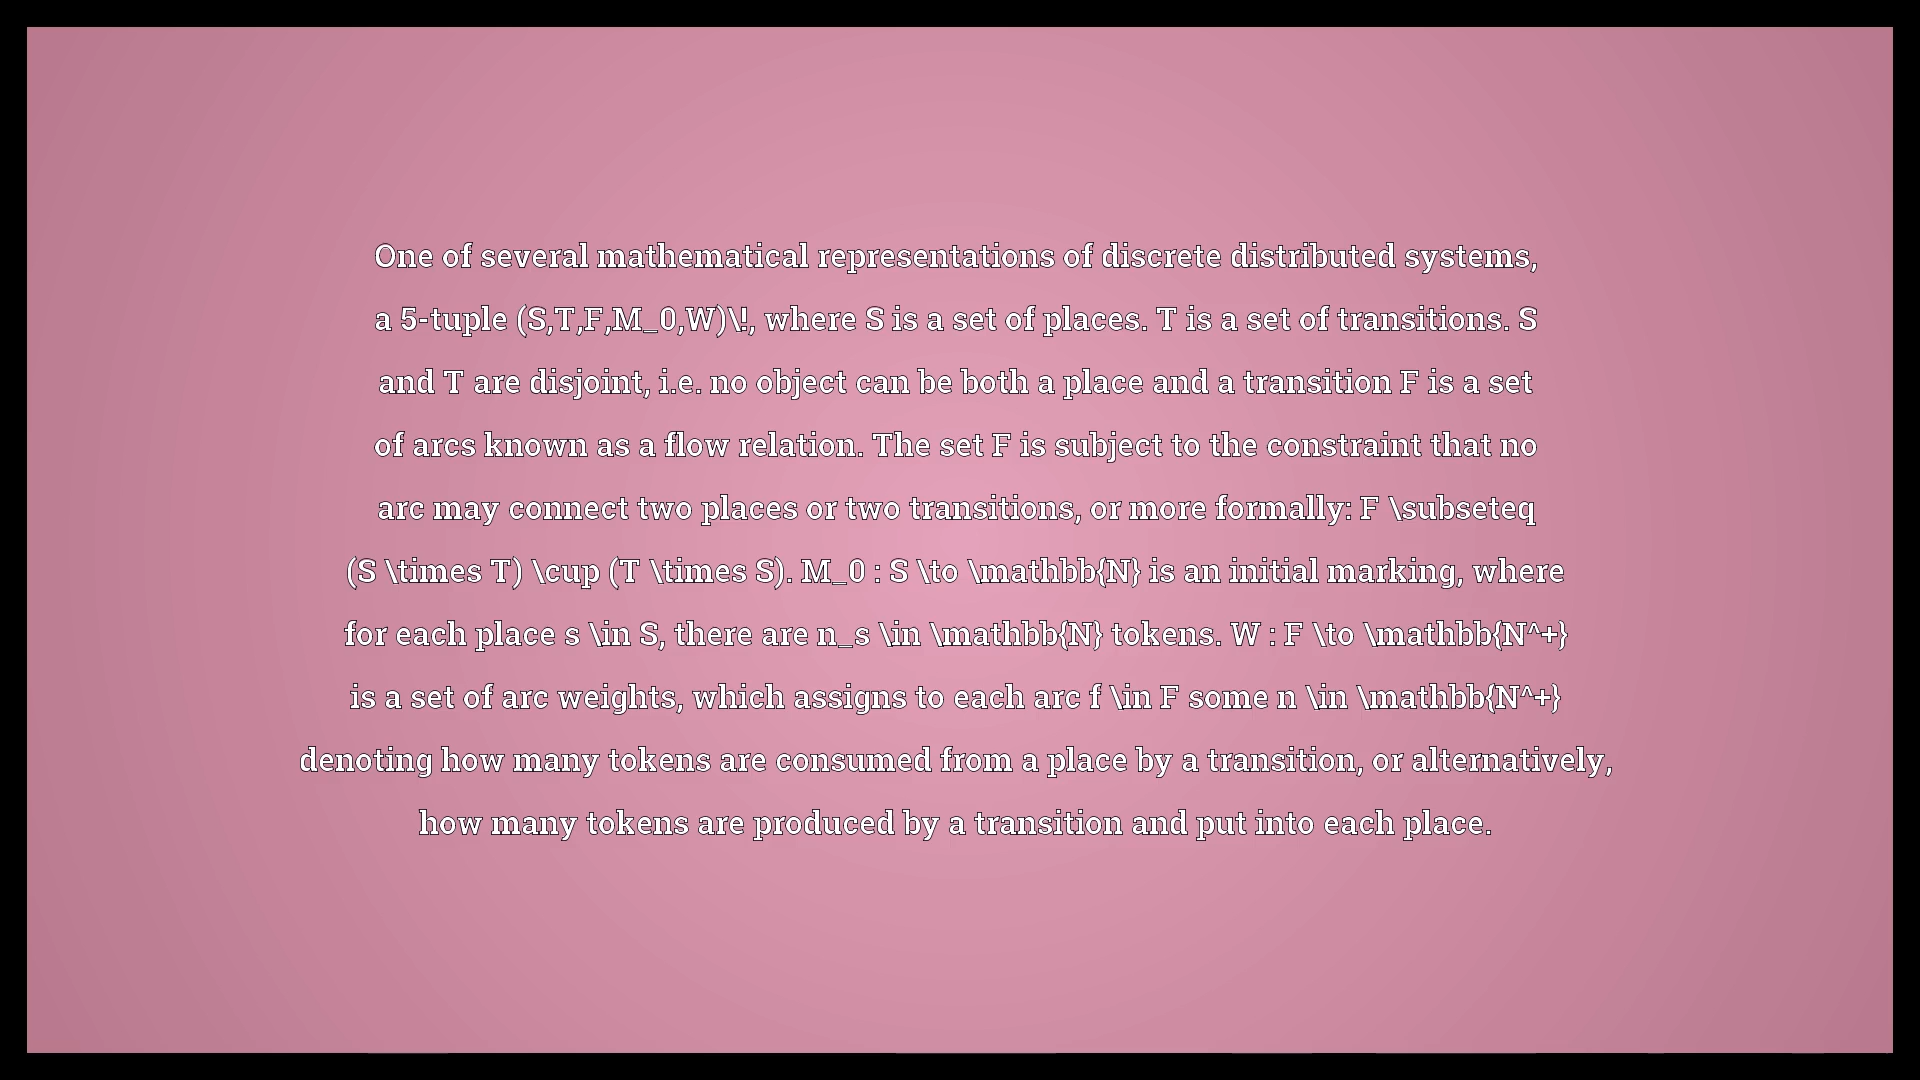 One of several mathematical representations of discrete distributed systems,
a 5-tuple (S,T,F,M_0,W)\!, where S is a set of places. T is a set of transitions. S
and T are disjoint, i.e. no object can be both a place and a transition F is a set
of arcs known as a flow relation. The set F is subject to the constraint that no
arc may connect two places or two transitions, or more formally: F \subseteq
(S \times T) \cup (T \times S). M_0 : S \to \mathbb{N} is an initial marking, where
for each place s \in S, there are n_s \in \mathbb{N} tokens. W : F \to \mathbb{N^+}
is a set of arc weights, which assigns to each arc f \in F some n \in \mathbb{N^+}
denoting how many tokens are consumed from a place by a transition, or alternatively,
how many tokens are produced by a transition and put into each place.